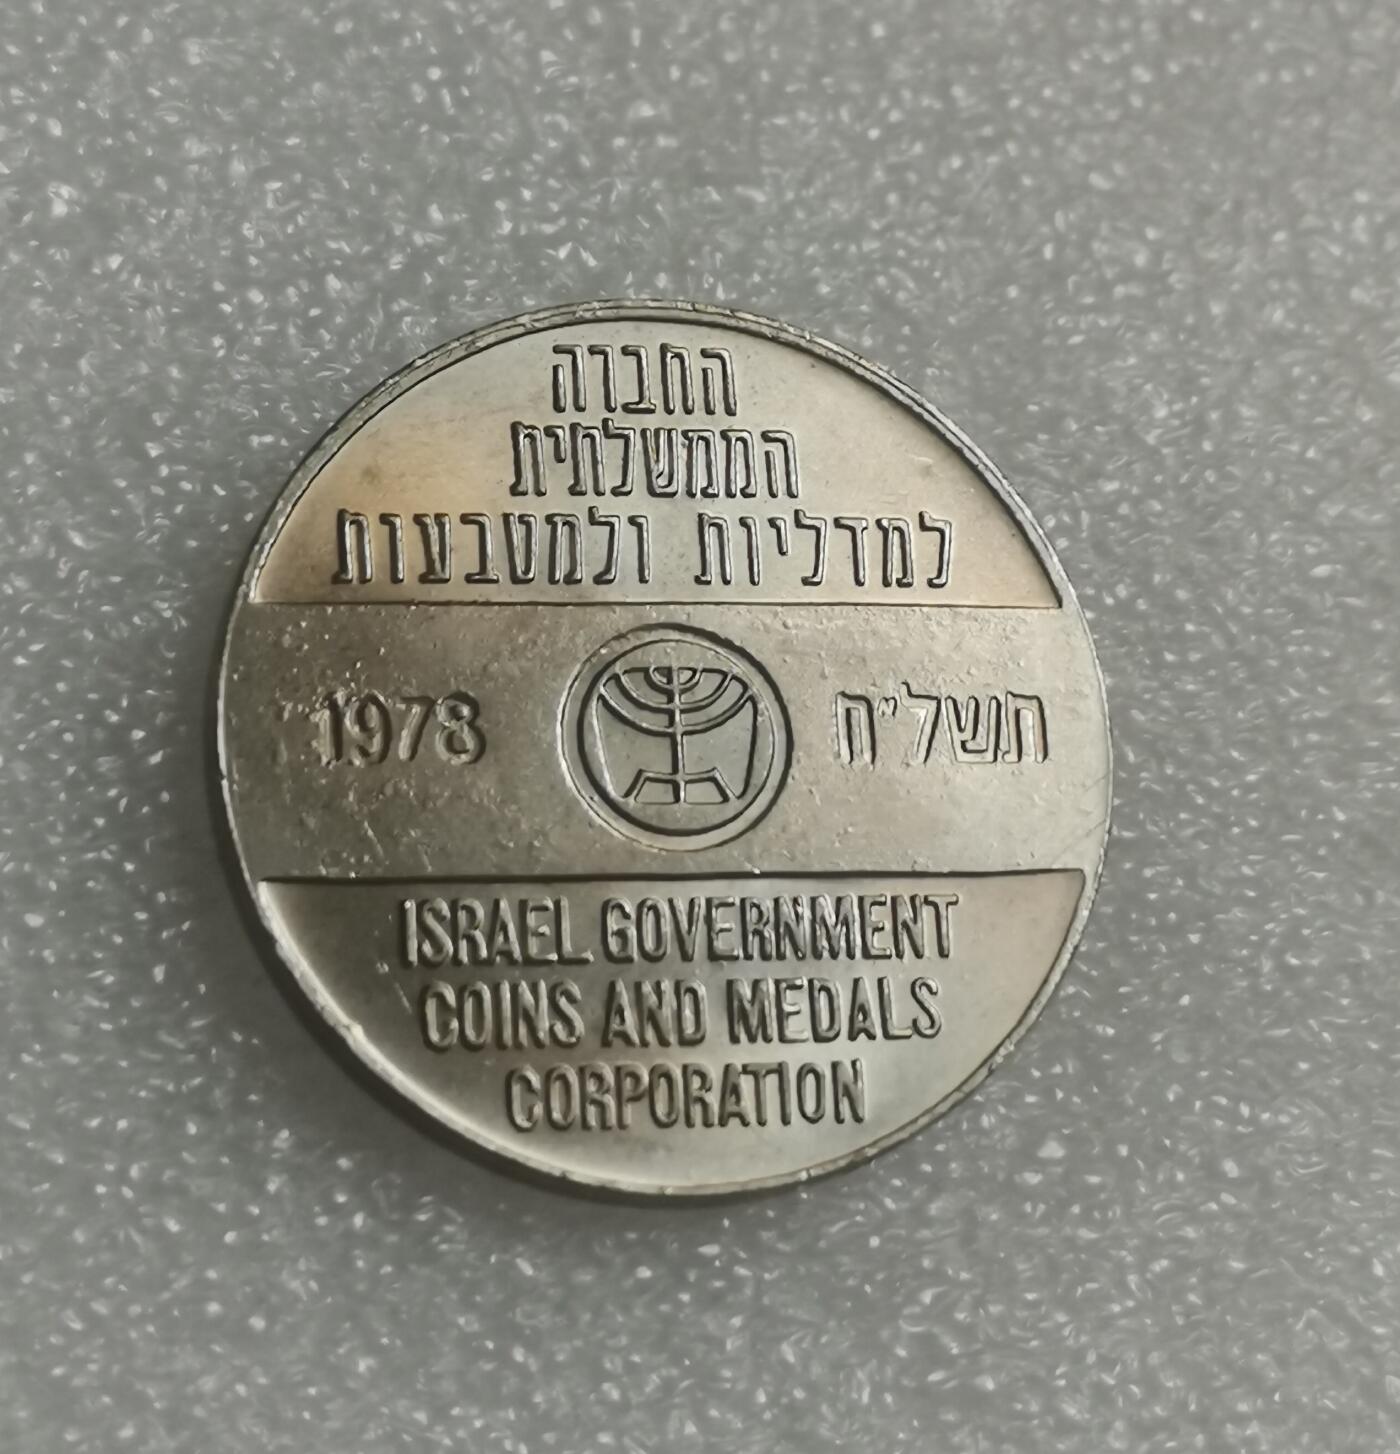 החברה
הממשלתית
למדליות ולמטבעות
1978 תשל"ח
ISRAEL GOVERNMENT
COINS AND MEDALS
CORPORATION